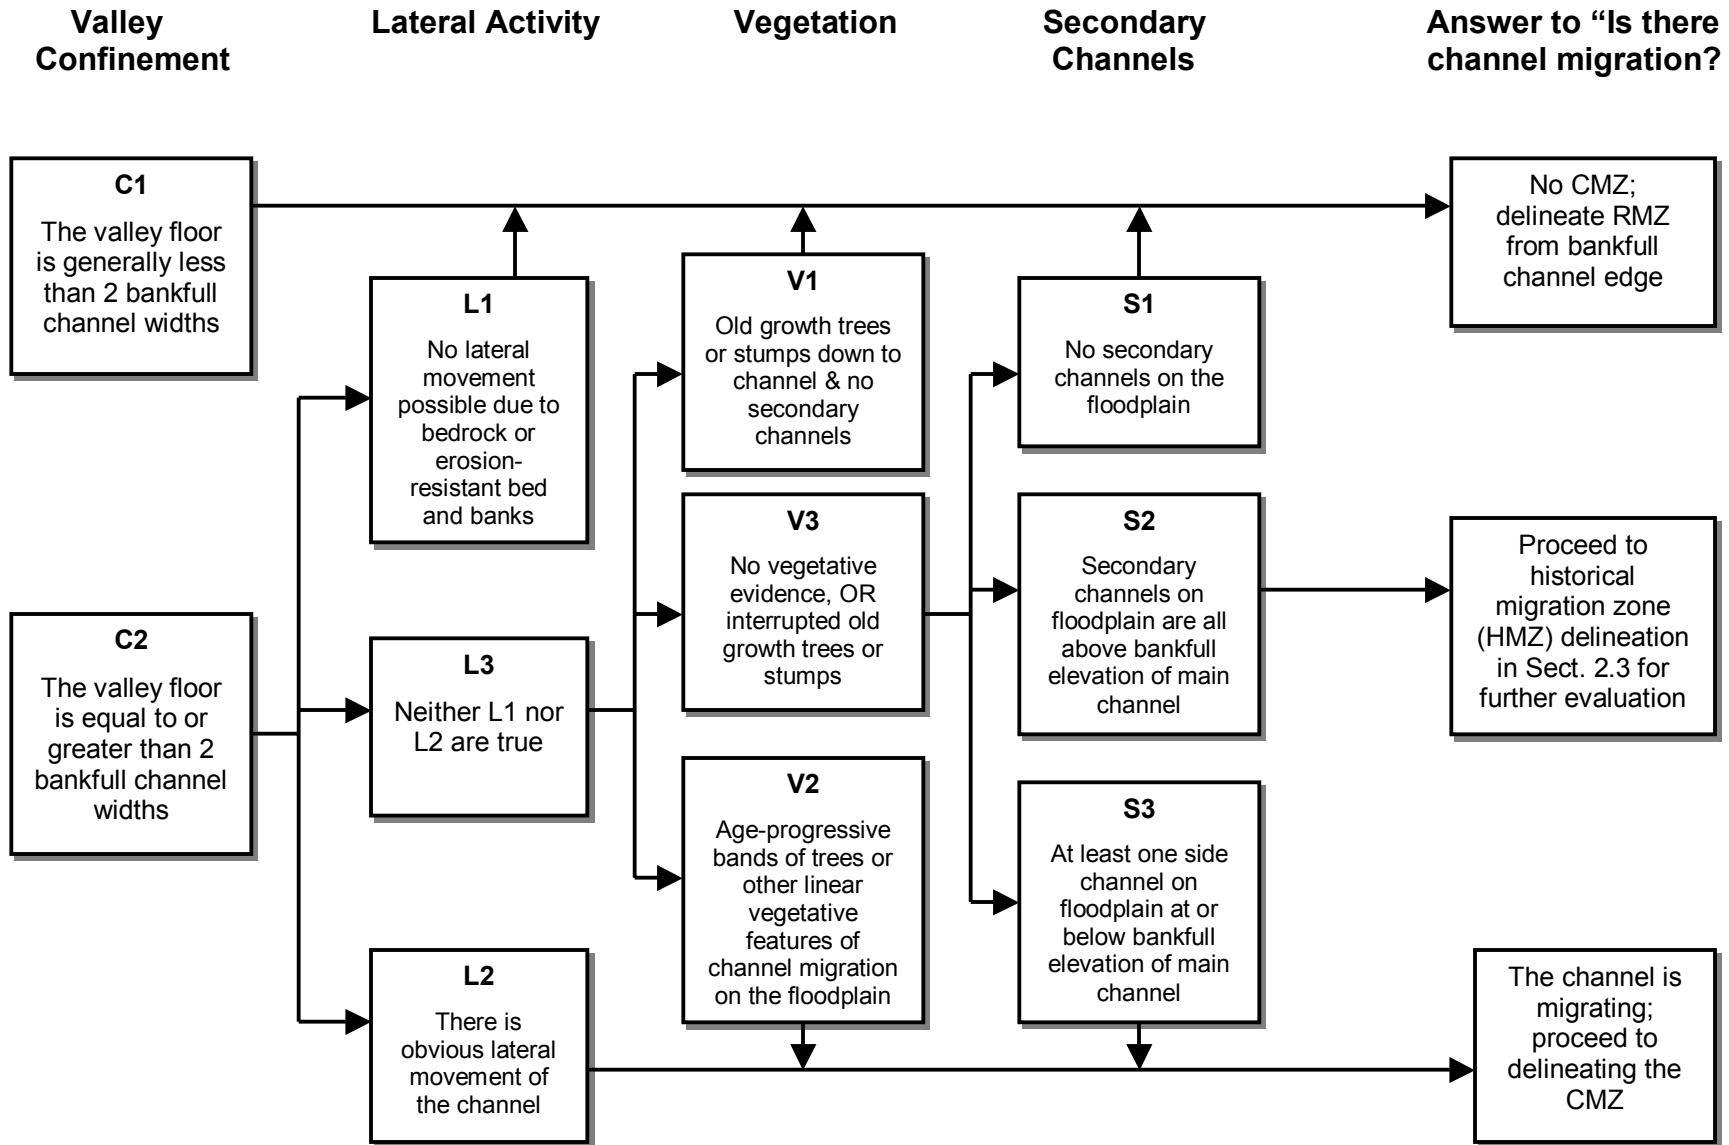 Valley
Confinement
Lateral Activity
Vegetation
Secondary
Channels
Answer to “Is there
channel migration?
C1
The valley floor
is generally less
than 2 bankfull
channel widths
C2
The valley floor
is equal to or
greater than 2
bankfull channel
widths
L1
No lateral
movement
possible due to
bedrock or
erosion-
resistant bed
and banks
L3
Neither L1 nor
L2 are true
L2
There is
obvious lateral
movement of
the channel
V1
Old growth trees
or stumps down to
channel & no
secondary
channels
V3
No vegetative
evidence, OR
interrupted old
growth trees or
stumps
V2
Age-progressive
bands of trees or
other linear
vegetative
features of
channel migration
on the floodplain
S1
No secondary
channels on the
floodplain
S2
Secondary
channels on
floodplain are all
above bankfull
elevation of main
channel
S3
At least one side
channel on
floodplain at or
below bankfull
elevation of main
channel
No CMZ;
delineate RMZ
from bankfull
channel edge
Proceed to
historical
migration zone
(HMZ) delineation
in Sect. 2.3 for
further evaluation
The channel is
migrating;
proceed to
delineating the
CMZ